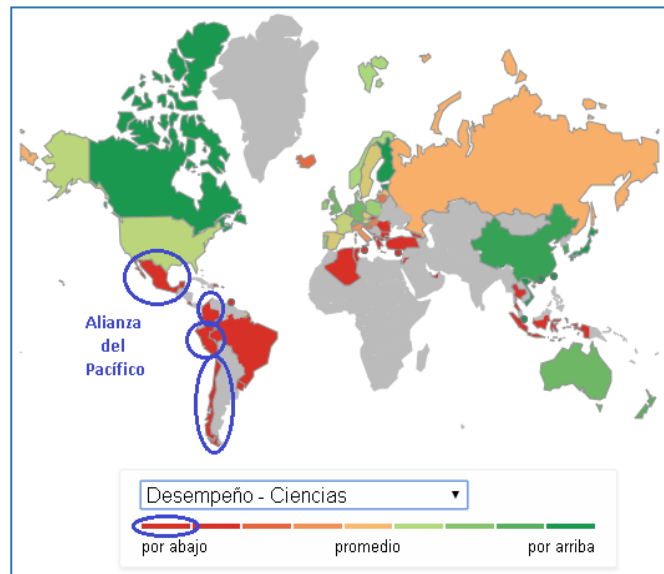 Alianza
del
Pacífico
Desempeño - Ciencias
por abajo promedio por arriba